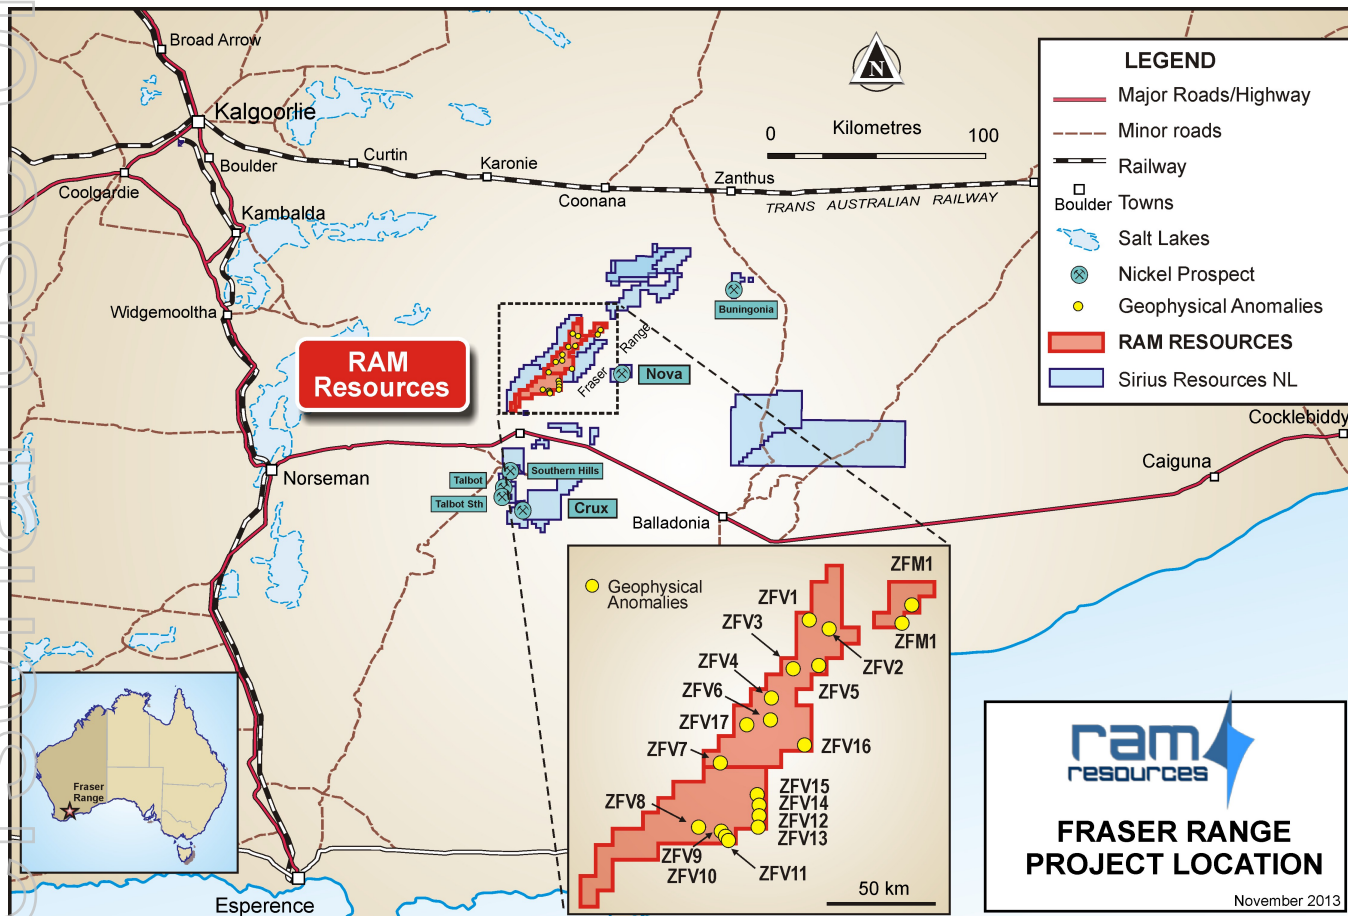 Broad Arrow
Kalgoorlie
Boulder
Curtin
Karonie
Coolgardie
Coonana
Zanthus
TRANS AUSTRALIAN RAILWAY
Kambalda
Widgemooltha
N
0 Kilometres 100
LEGEND
Major Roads/Highway
Minor roads
Railway
Boulder Towns
Salt Lakes
Nickel Prospect
Geophysical Anomalies
RAM RESOURCES
Sirius Resources NL
Buningonia
RAM
Resources
Fraser Range
Nova
Norseman
Southern Hills
Talbot
Talbot Sth
Crux
Balladonia
Caiguna
Cocklebiddy
Esperence
Fraser
Range
Geophysical
Anomalies
ZFM1
ZFM1
ZFV1
ZFV3
ZFV2
ZFV4
ZFV5
ZFV6
ZFV17
ZFV16
ZFV7
ZFV15
ZFV14
ZFV12
ZFV13
ZFV8
ZFV9
ZFV10
ZFV11
50 km
ram
resources
FRASER RANGE
PROJECT LOCATION
November 2013